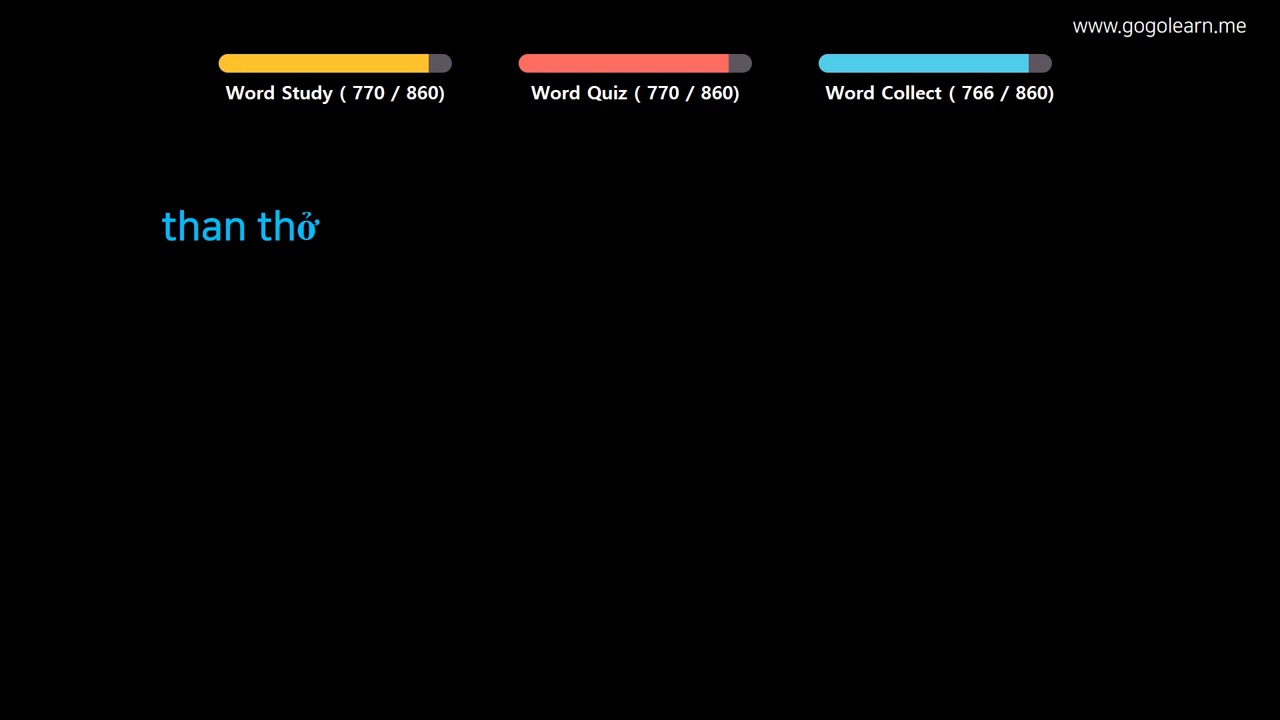 www.gogolearn.me
Word Study ( 770 / 860)
Word Quiz ( 770 / 860)
Word Collect ( 766 / 860)
than thở